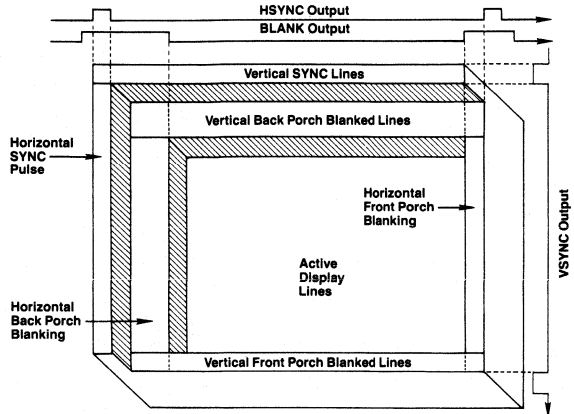 HSYNC Output
BLANK Output
Vertical SYNC Lines
Vertical Back Porch Blanked Lines
Horizontal
SYNC
Pulse
Horizontal
Front Porch
Blanking
VSYNC Output
Active
Display
Lines
Horizontal
Back Porch
Blanking
Vertical Front Porch Blanked Lines